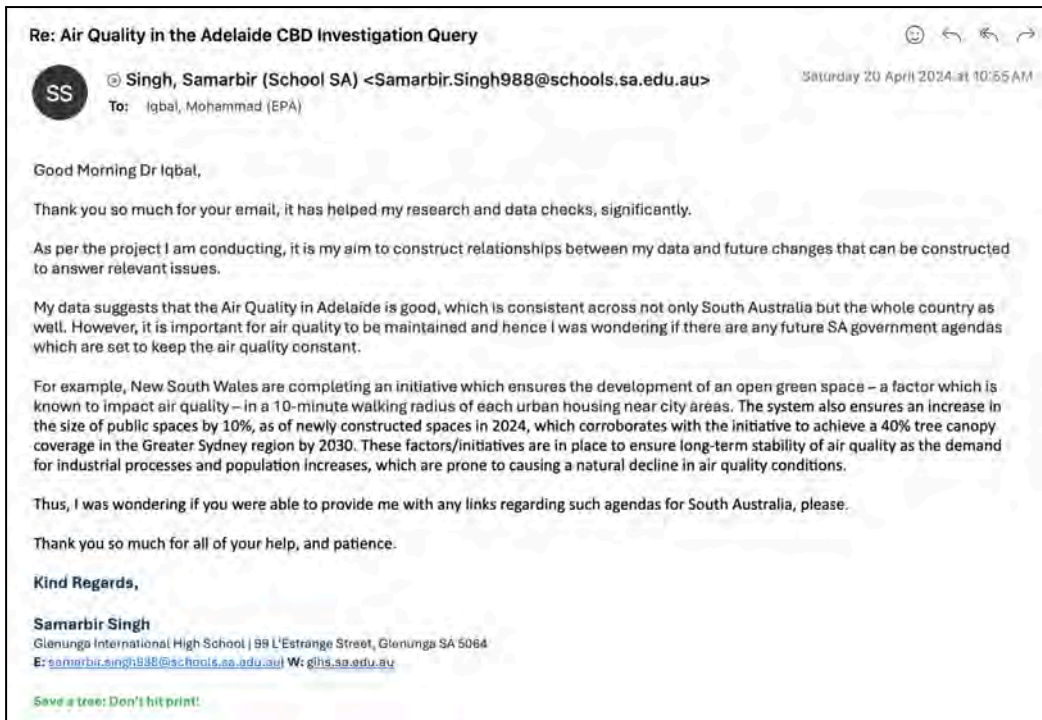 Re: Air Quality in the Adelaide CBD Investigation Query
SS
Singh, Samarbir (School SA) <Samarbir.Singh988@schools.sa.edu.au>
Saturday 20 April 2024 at 10:55 AM
To: Iqbal, Mohammad (EPA)
Good Morning Dr Iqbal,
Thank you so much for your email, it has helped my research and data checks, significantly.
As per the project I am conducting, it is my aim to construct relationships between my data and future changes that can be constructed
to answer relevant issues.
My data suggests that the Air Quality in Adelaide is good, which is consistent across not only South Australia but the whole country as
well. However, it is important for air quality to be maintained and hence I was wondering if there are any future SA government agendas
which are set to keep the air quality constant.
For example, New South Wales are completing an initiative which ensures the development of an open green space – a factor which is
known to impact air quality – in a 10-minute walking radius of each urban housing near city areas. The system also ensures an increase in
the size of public spaces by 10%, as of newly constructed spaces in 2024, which corroborates with the initiative to achieve a 40% tree canopy
coverage in the Greater Sydney region by 2030. These factors/initiatives are in place to ensure long-term stability of air quality as the demand
for industrial processes and population increases, which are prone to causing a natural decline in air quality conditions.
Thus, I was wondering if you were able to provide me with any links regarding such agendas for South Australia, please.
Thank you so much for all of your help, and patience.
Kind Regards,
Samarbir Singh
Glenunga International High School | 99 L'Estrange Street, Glenunga SA 5064
E: samarbir.singh988@schools.sa.edu.au| W: gihs.sa.edu.au
Save a tree: Don't hit print!